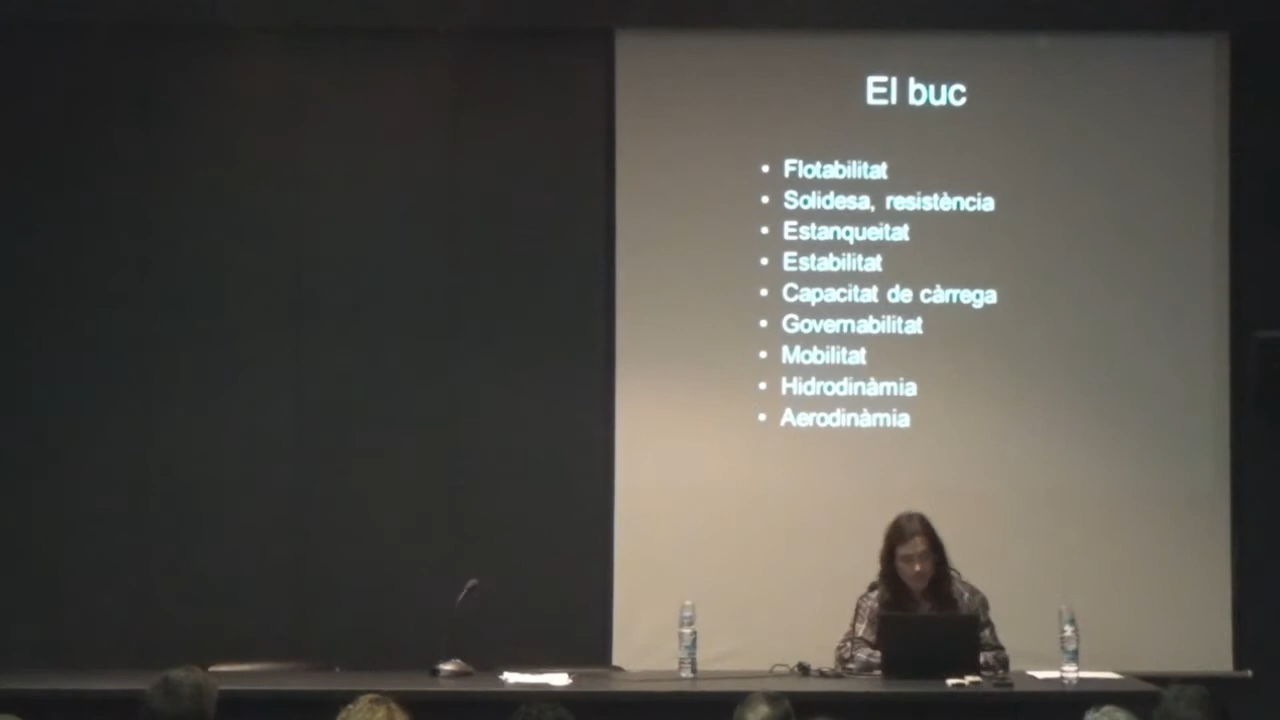 El buc
• Flotabilitat
• Solidesa, resistència
• Estanqueitat
• Estabilitat
• Capacitat de càrrega
• Governabilitat
• Mobilitat
• Hidrodinàmia
• Aerodinàmia